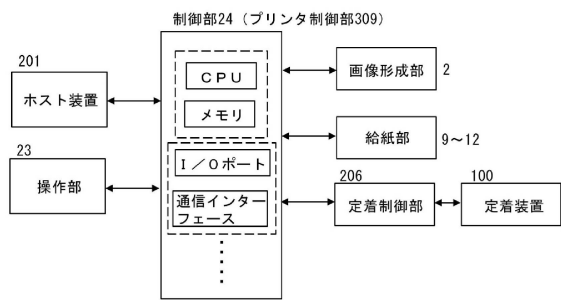 制御部24(プリンタ制御部309)
201
ホスト装置
23
操作部
CPU
メモリ
I/Oポート
通信インター
フェース
画像形成部
2
給紙部
9~12
206
定着制御部
100
定着装置